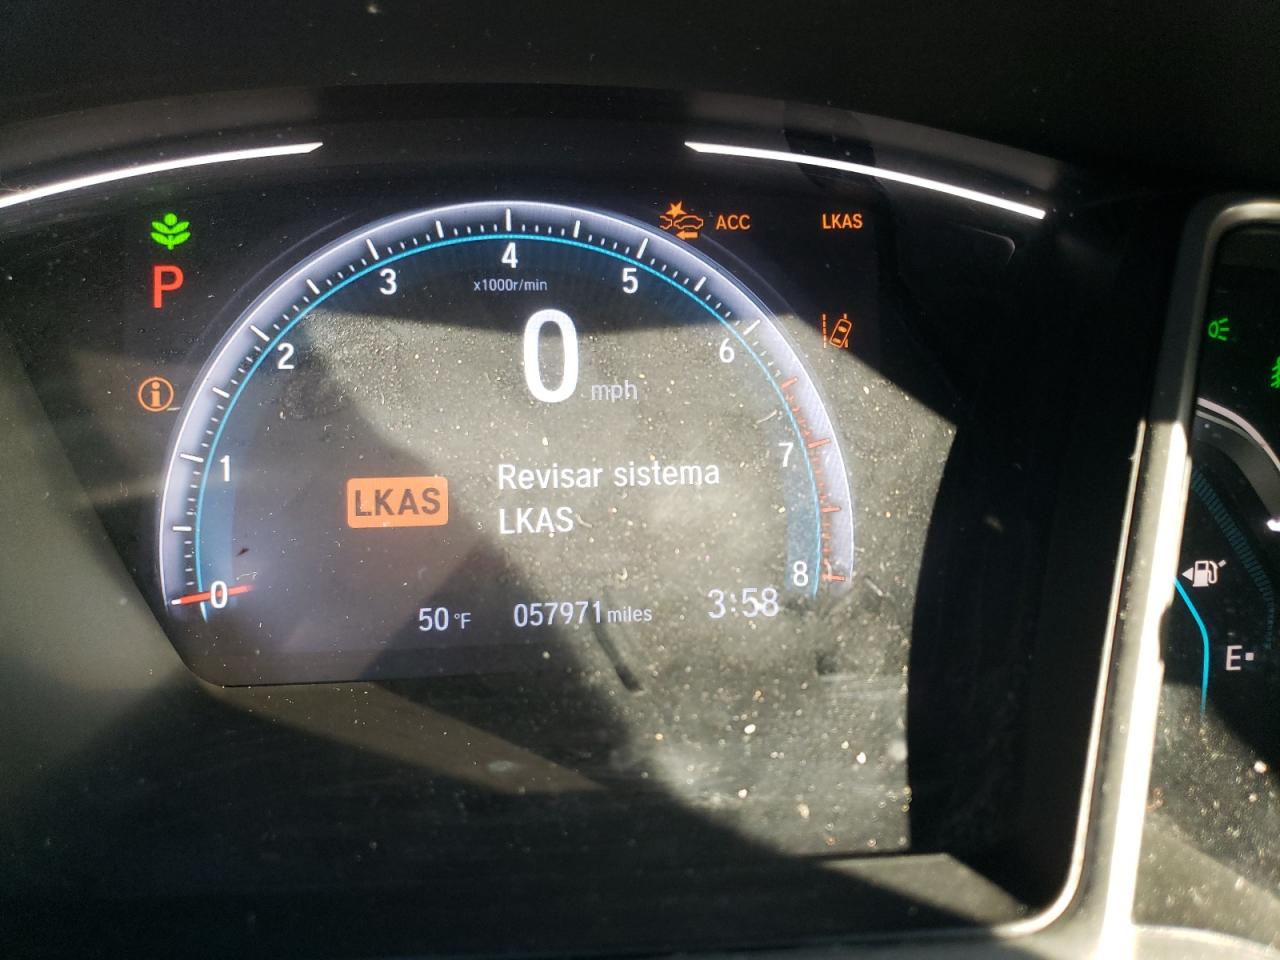 ACC
LKAS
P
4
3
5
x1000r/min
0
2
6
mph
1
7
LKAS
Revisar sistema
LKAS
0
8
50 °F
057971 miles
3:58
E